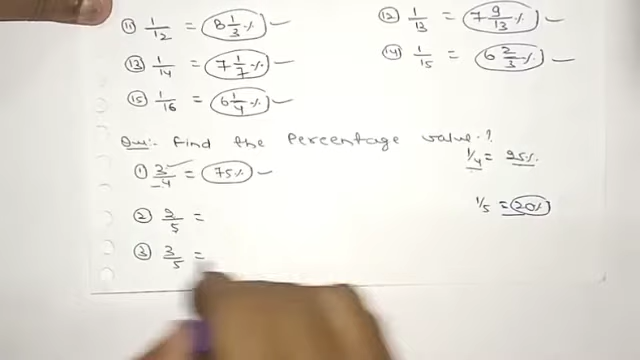 ⑪ 1/12 = 8 1/3 %
⑫ 1/13 = 7 9/13 %
⑬ 1/14 = 7 1/7 %
⑭ 1/15 = 6 2/3 %
⑮ 1/16 = 6 1/4 %
Qus:- Find the Percentage value?
① 3/4 = 75%
1/4 = 25%
② 2/5 =
1/5 = 20%
③ 3/5 =